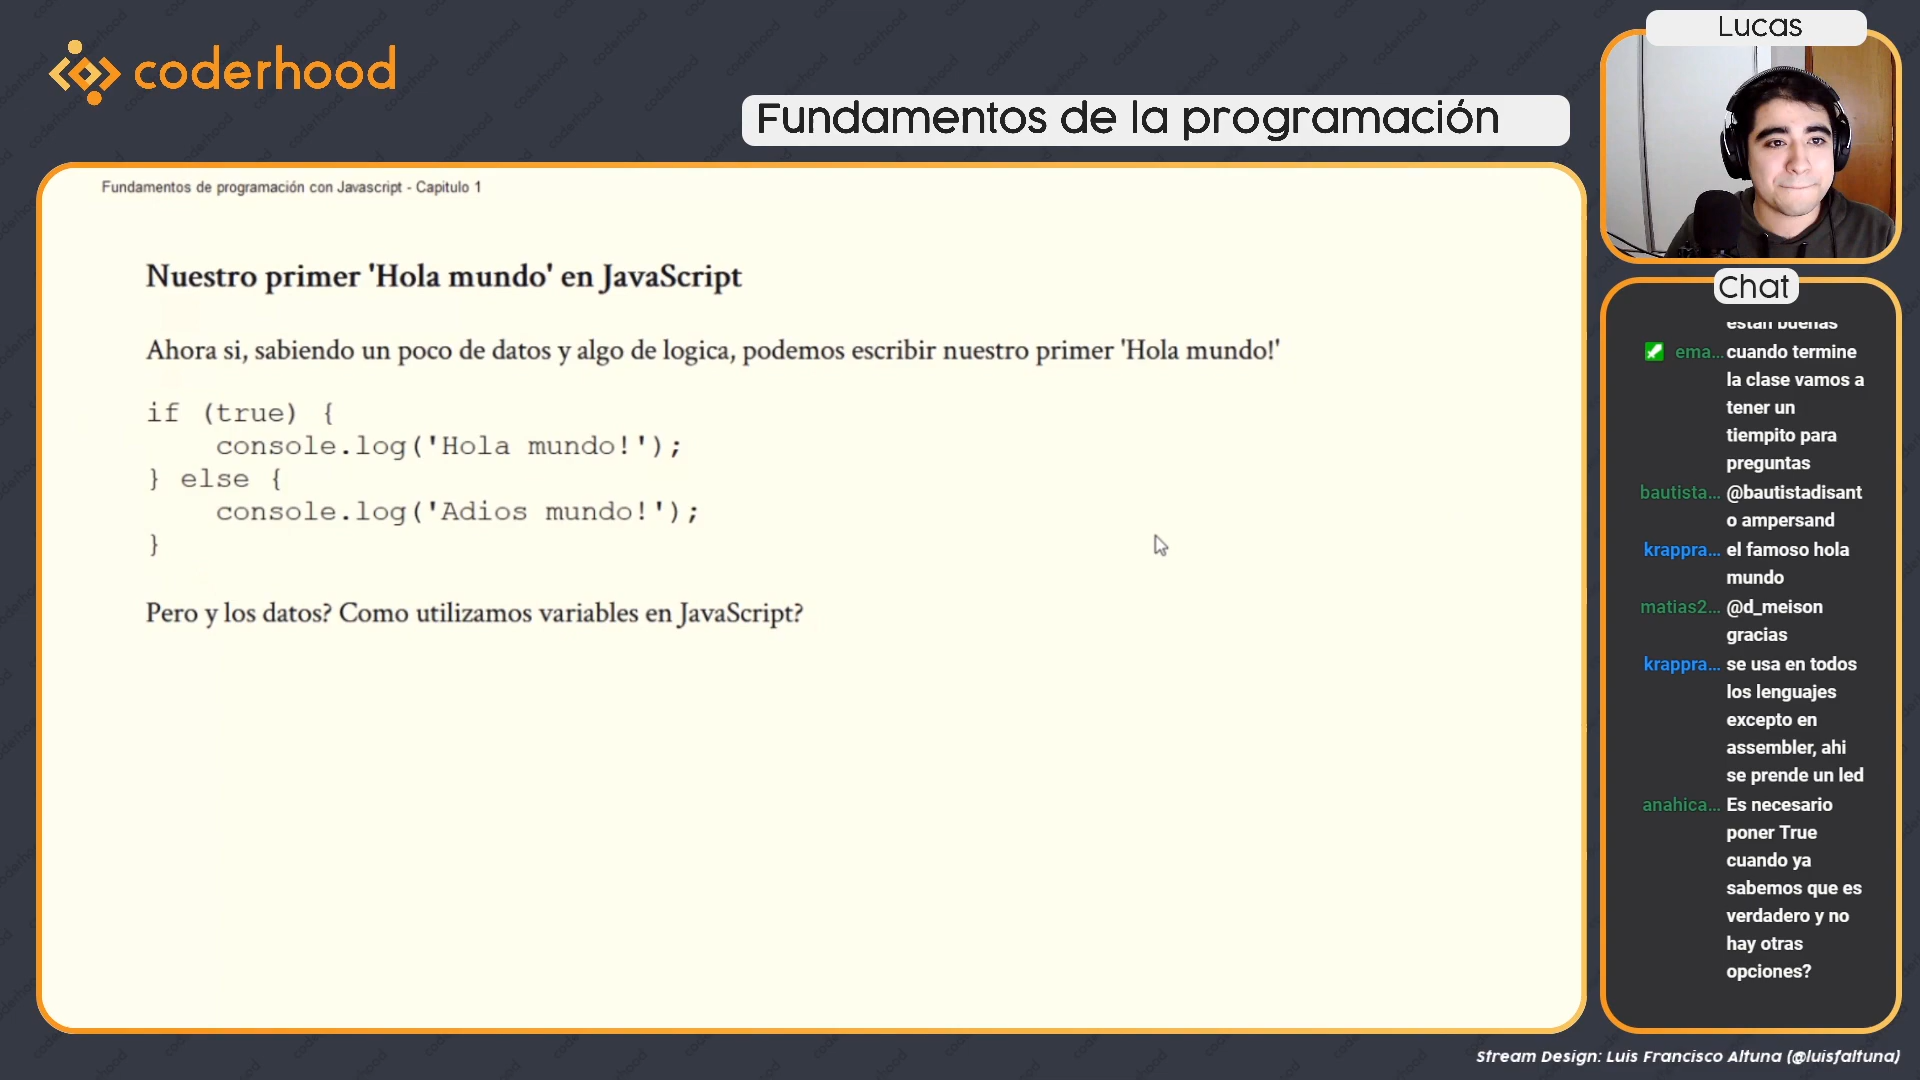 coderhood
Fundamentos de la programación
Lucas
Fundamentos de programación con Javascript - Capitulo 1
Nuestro primer 'Hola mundo' en JavaScript
Ahora si, sabiendo un poco de datos y algo de logica, podemos escribir nuestro primer 'Hola mundo!'
if (true) {
    console.log('Hola mundo!');
} else {
    console.log('Adios mundo!');
}
Pero y los datos? Como utilizamos variables en JavaScript?
Chat
estan buenas
ema... cuando termine
la clase vamos a
tener un
tiempito para
preguntas
bautista... @bautistadisant
o ampersand
krappra... el famoso hola
mundo
matias2... @d_meison
gracias
krappra... se usa en todos
los lenguajes
excepto en
assembler, ahi
se prende un led
anahica... Es necesario
poner True
cuando ya
sabemos que es
verdadero y no
hay otras
opciones?
Stream Design: Luis Francisco Altuna (@luisfaltuna)